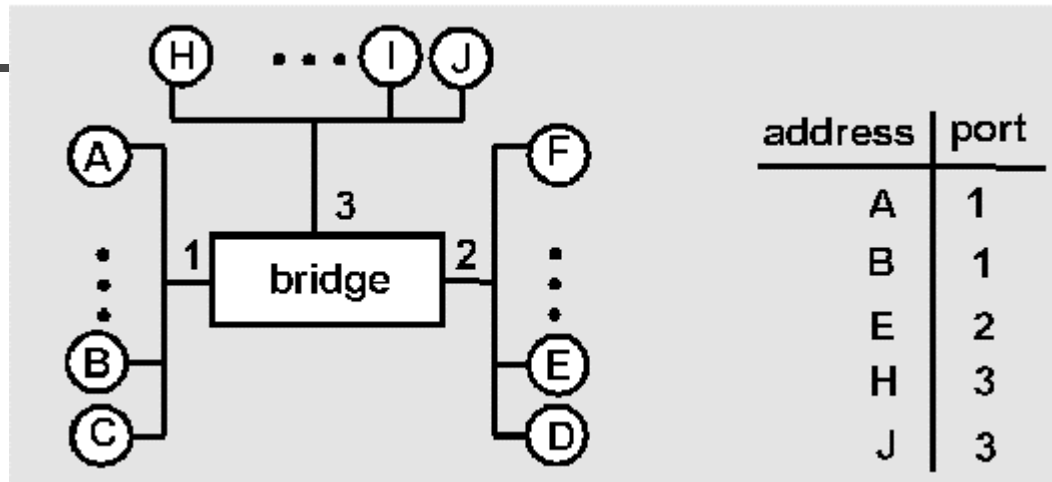 H ... I J
A
F
3
1 bridge 2
B
E
C
D
address port
A 1
B 1
E 2
H 3
J 3